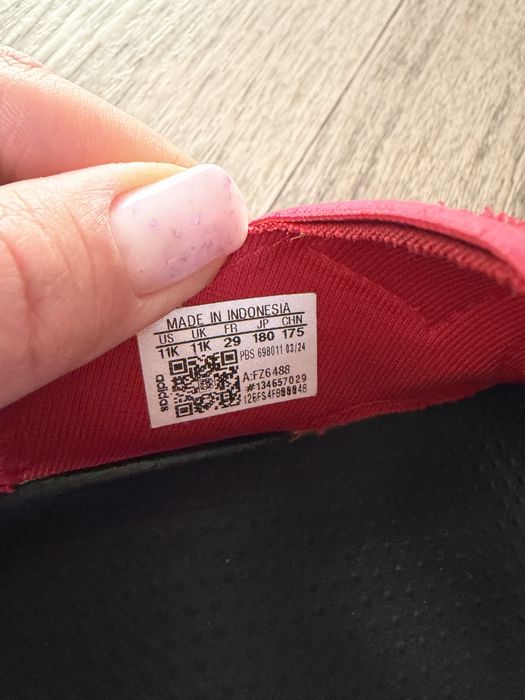 MADE IN INDONESIA
US UK FR JP CHN
11K 11K 29 180 175
PBS 698011 03/24
A:FZ6488
#134657029
adidas